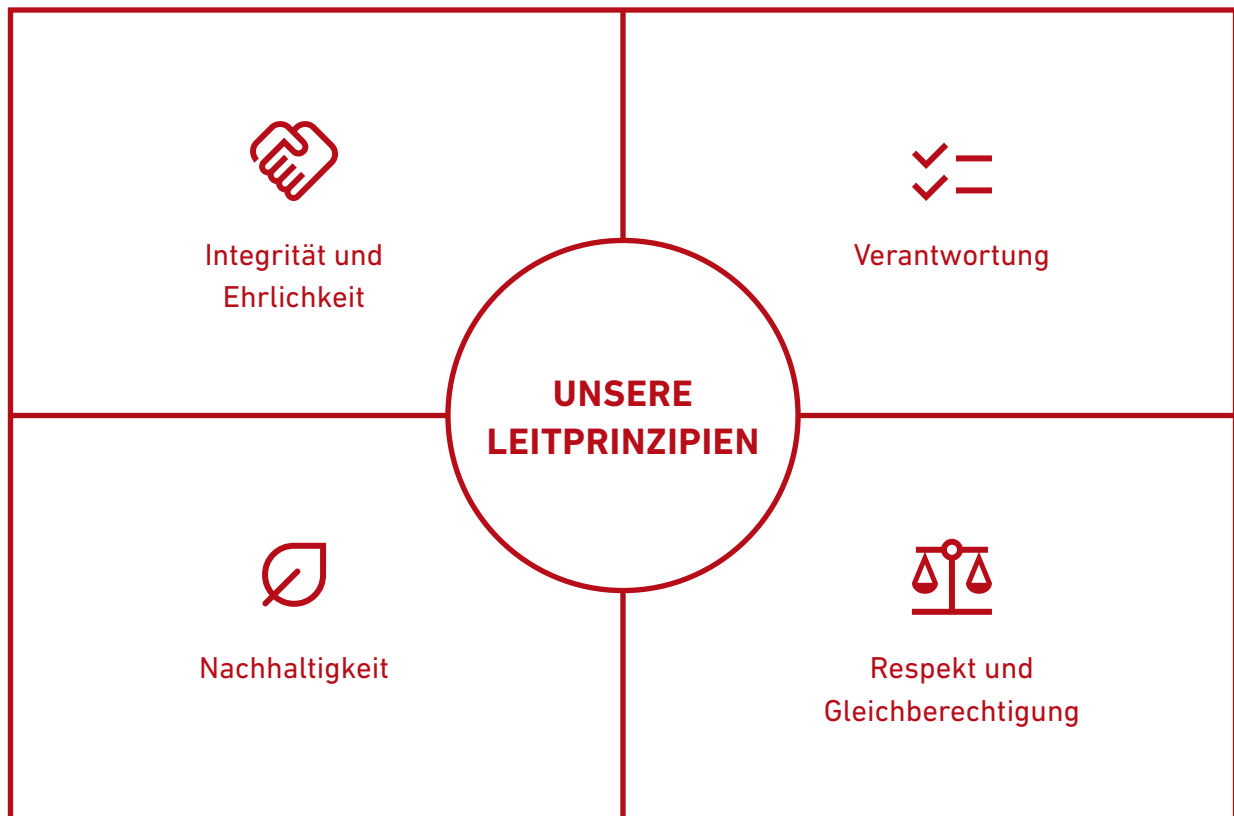 Integrität und
Ehrlichkeit
Verantwortung
UNSERE
LEITPRINZIPIEN
Nachhaltigkeit
Respekt und
Gleichberechtigung